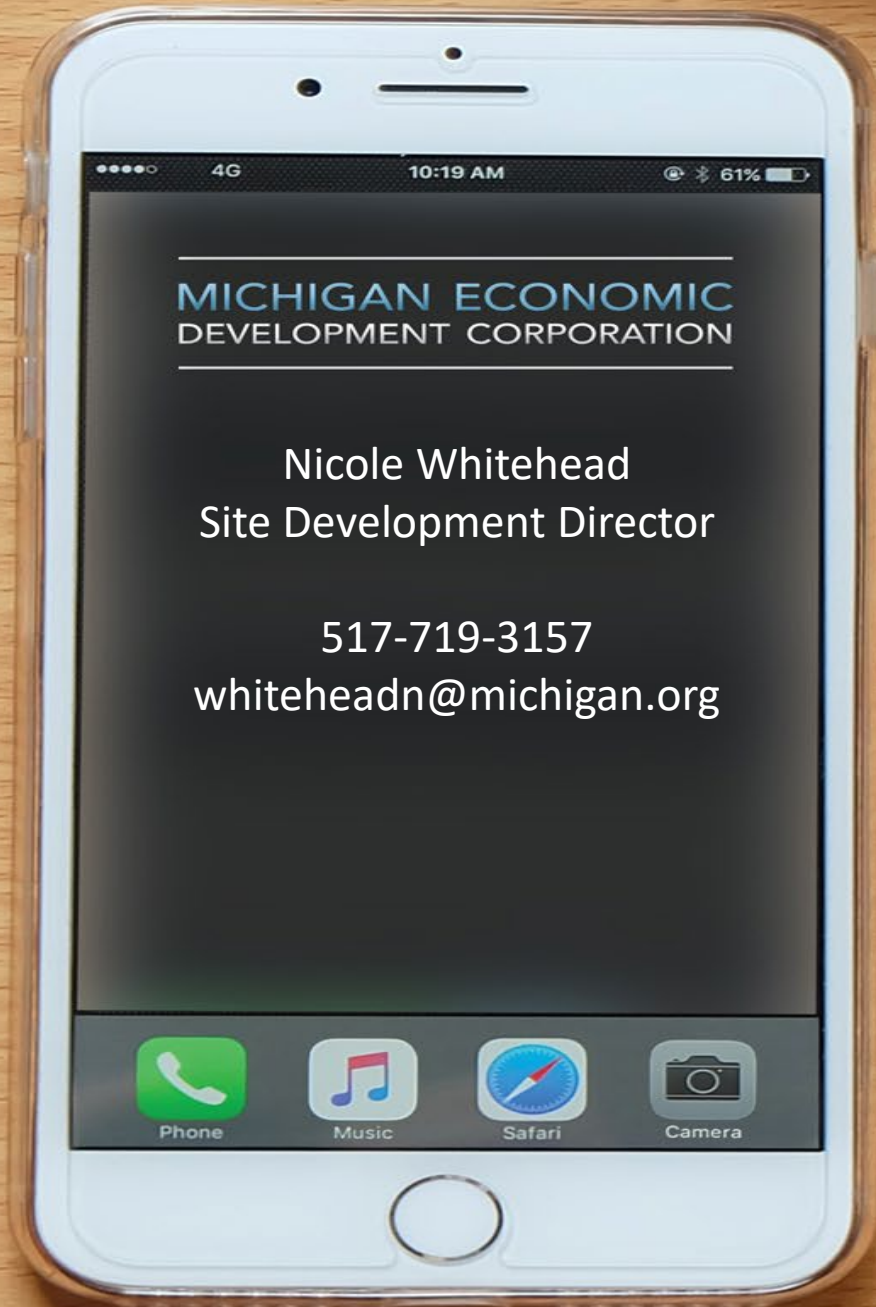 4G 10:19 AM 61%
MICHIGAN ECONOMIC
DEVELOPMENT CORPORATION
Nicole Whitehead
Site Development Director
517-719-3157
whiteheadn@michigan.org
Phone Music Safari Camera